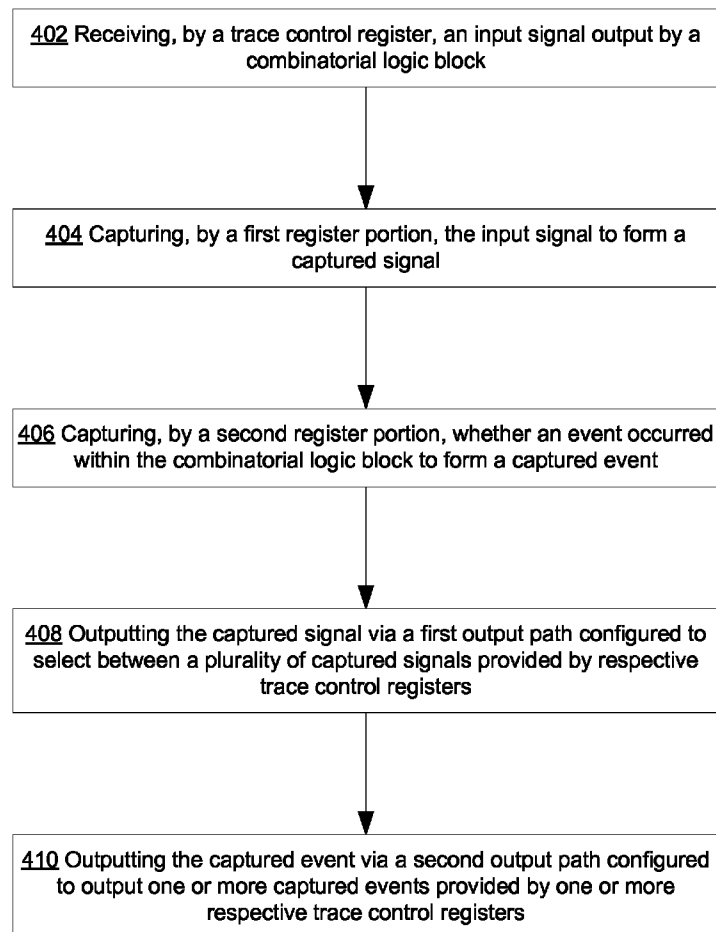 402 Receiving, by a trace control register, an input signal output by a
combinatorial logic block
404 Capturing, by a first register portion, the input signal to form a
captured signal
406 Capturing, by a second register portion, whether an event occurred
within the combinatorial logic block to form a captured event
408 Outputting the captured signal via a first output path configured to
select between a plurality of captured signals provided by respective
trace control registers
410 Outputting the captured event via a second output path configured
to output one or more captured events provided by one or more
respective trace control registers